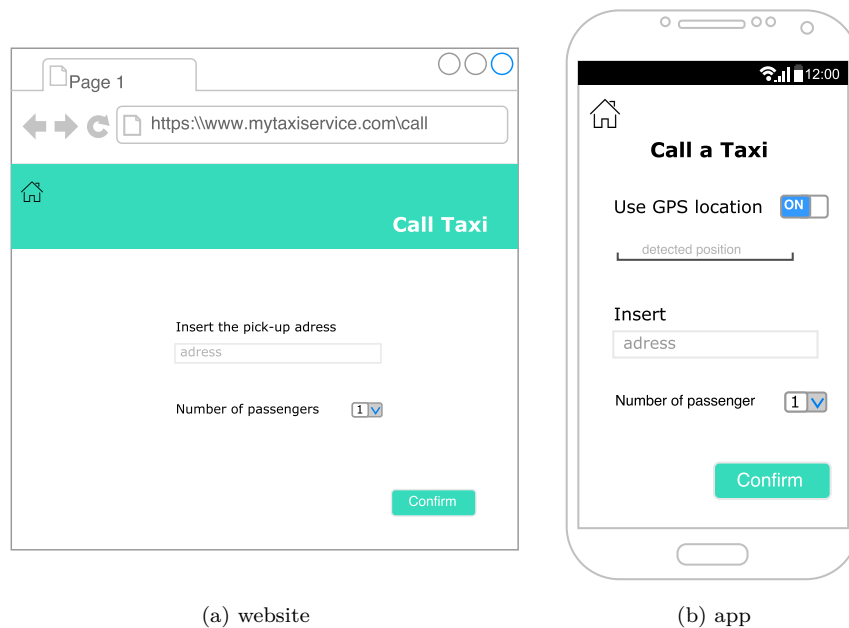 Page 1
https:\\www.mytaxiservice.com\call
Call Taxi
Insert the pick-up adress
adress
Number of passengers 1
Confirm
(a) website
12:00
Call a Taxi
Use GPS location ON
detected position
Insert
adress
Number of passenger 1
Confirm
(b) app